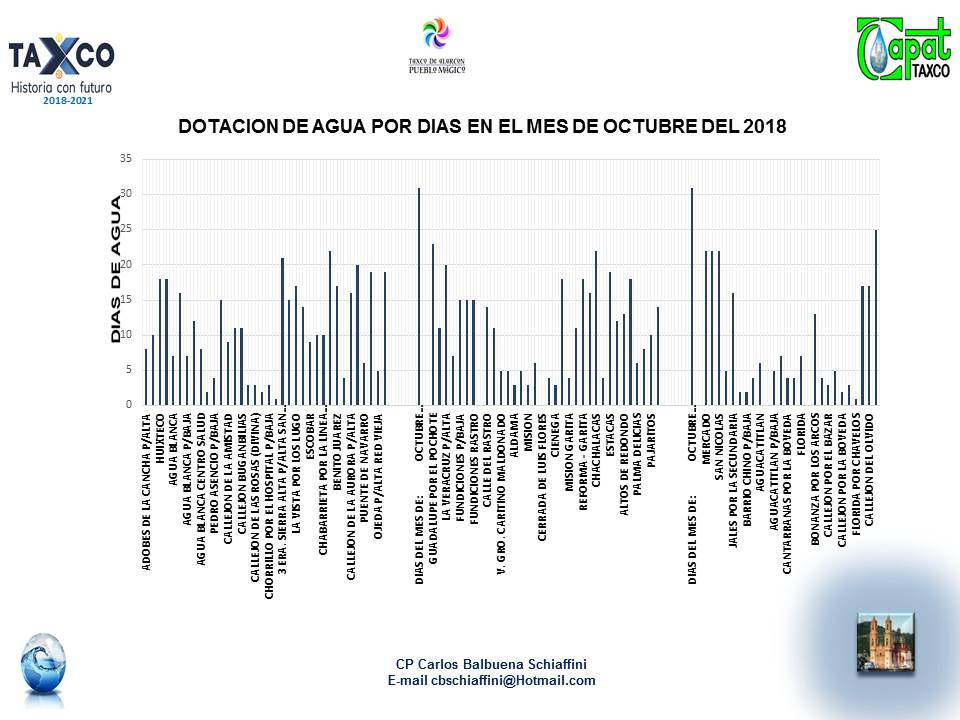 TAXCO
Historia con futuro
2018-2021
TAXCO DE ALARCON
PUEBLO MAGICO
Capat
TAXCO
DOTACION DE AGUA POR DIAS EN EL MES DE OCTUBRE DEL 2018
DIAS DE AGUA
35
30
25
20
15
10
5
0
ADOBES DE LA CANCHA P/ALTA
HUIXTECO
AGUA BLANCA
AGUA BLANCA P/BAJA
AGUA BLANCA CENTRO SALUD
PEDRO ASENCIO P/BAJA
CALLEJON DE LA AMISTAD
CALLEJON BUGANBILIAS
CALLEJON DE LAS ROSAS (DIVINA)
CHORRILLO POR EL HOSPITAL P/BAJA
3 ERA. SIERRA ALTA P/ALTA SAN...
LA VISTA POR LOS LUGO
ESCOBAR
CHABARRIETA POR LA LINEA...
BENITO JUAREZ
CALLEJON DE LA AURORA P/ALTA
PUENTE DE NAVARRO
OJEDA P/ALTA RED VIEJA
DIAS DEL MES DE: OCTUBRE...
GUADALUPE POR EL POCHOTE
LA VERACRUZ P/ALTA
FUNDICIONES P/BAJA
FUNDICIONES RASTRO
CALLE DEL RASTRO
V. GRO. CARITINO MALDONADO
ALDAMA
MISION
CERRADA DE LUIS FLORES
CIENEGA
MISION GARITA
REFORMA - GARITA
CHACHALACAS
ESTACAS
ALTOS DE REDONDO
PALMA DELICIAS
PAJARITOS
DIAS DEL MES DE: OCTUBRE...
MERCADO
SAN NICOLAS
JALES POR LA SECUNDARIA
BARRIO CHINO P/BAJA
AGUACATITLAN
AGUACATITLAN P/BAJA
CANTARRANAS POR LA BOVEDA
FLORIDA
BONANZA POR LOS ARCOS
CALLEJON POR EL BAZAR
CALLEJON POR LA BOVEDA
FLORIDA POR CHAVELOS
CALLEJON DEL OLVIDO
CP Carlos Balbuena Schiaffini
E-mail cbschiaffini@Hotmail.com